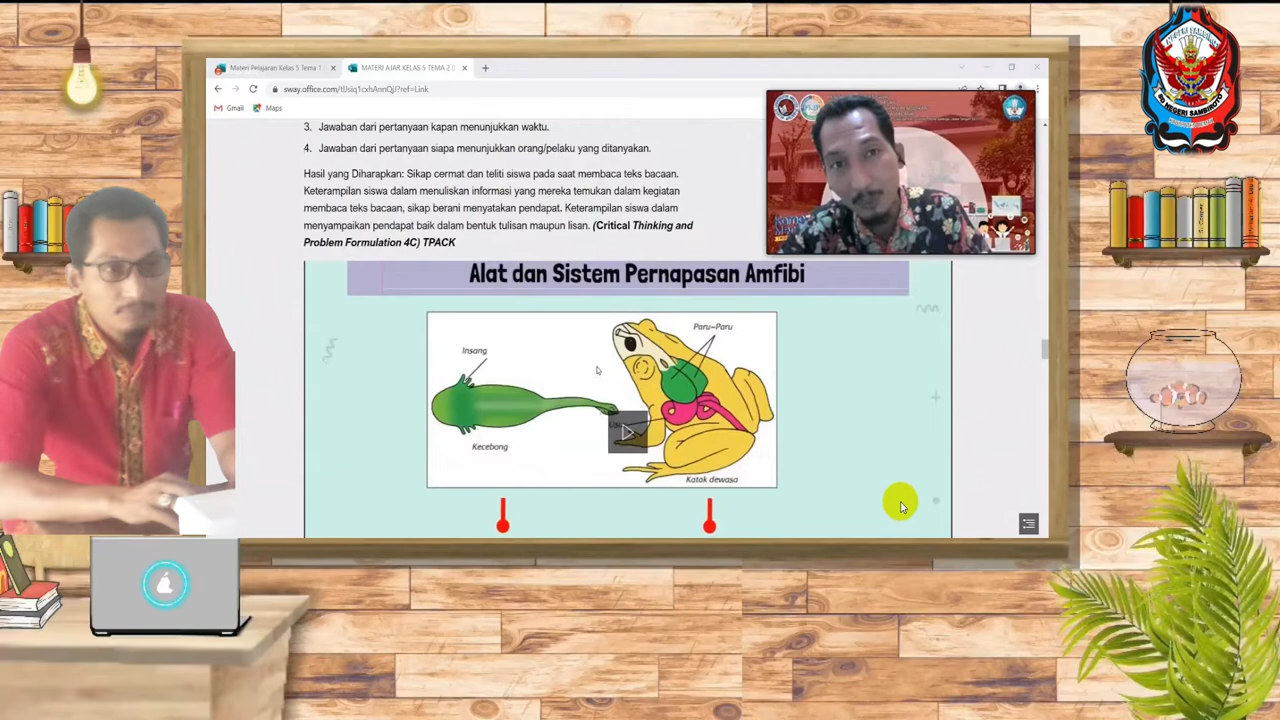 Materi Pelajaran Kelas 5 Tema 1
MATERI AJAR KELAS 5 TEMA 2
Gmail
Maps
3. Jawaban dari pertanyaan kapan menunjukkan waktu.
4. Jawaban dari pertanyaan siapa menunjukkan orang/pelaku yang ditanyakan.
Hasil yang Diharapkan: Sikap cermat dan teliti siswa pada saat membaca teks bacaan.
Keterampilan siswa dalam menuliskan informasi yang mereka temukan dalam kegiatan
membaca teks bacaan, sikap berani menyatakan pendapat. Keterampilan siswa dalam
menyampaikan pendapat baik dalam bentuk tulisan maupun lisan. (Critical Thinking and
Problem Formulation 4C) TPACK
Alat dan Sistem Pernapasan Amfibi
Paru-Paru
Insang
Kecebong
Katak dewasa